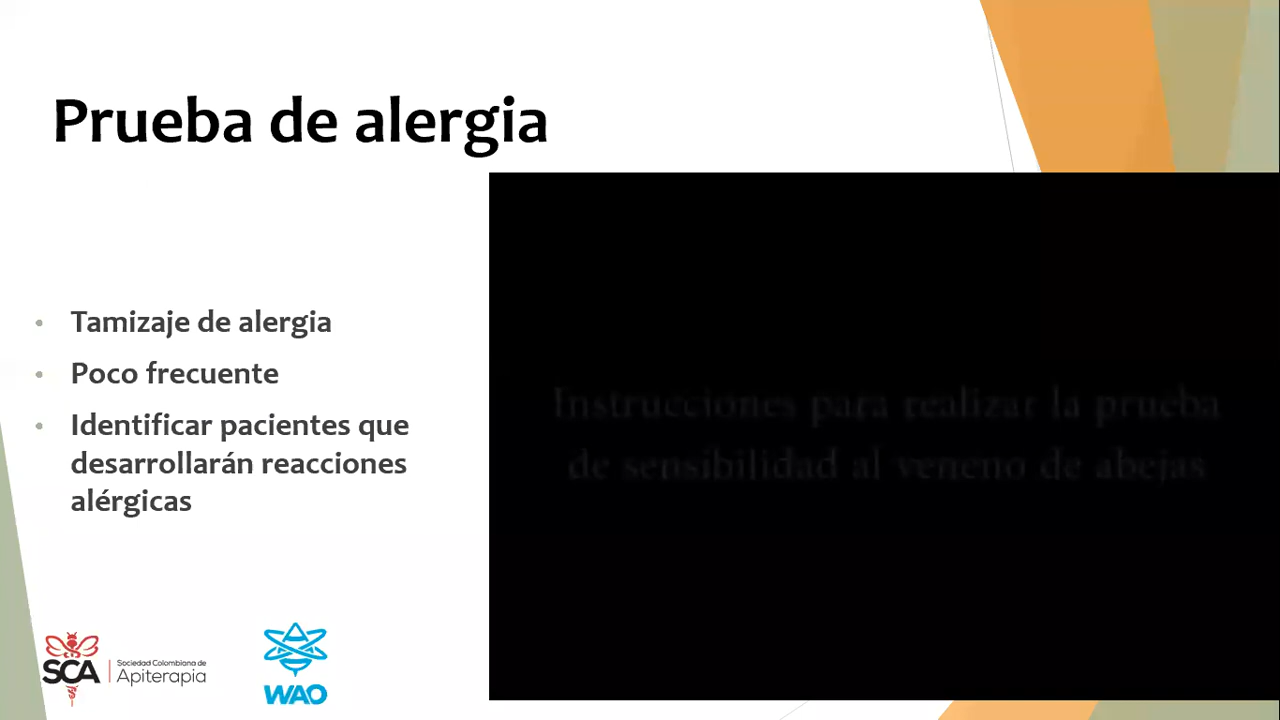 Prueba de alergia
Tamizaje de alergia
Poco frecuente
Identificar pacientes que
desarrollarán reacciones
alérgicas
Instrucciones para realizar la prueba
de sensibilidad al veneno de abejas
SCA
Sociedad Colombiana de
Apiterapia
WAO